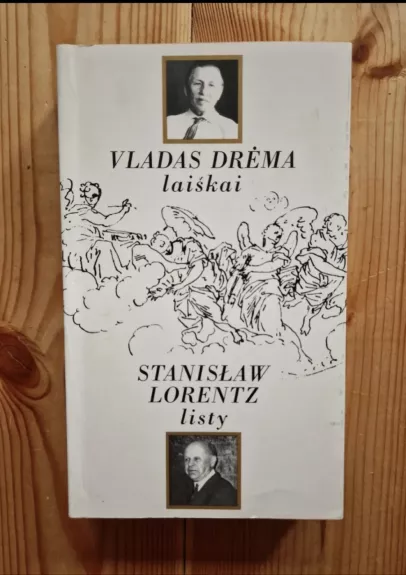 VLADAS DRĖMA
laiškai
STANISŁAW
LORENTZ
listy